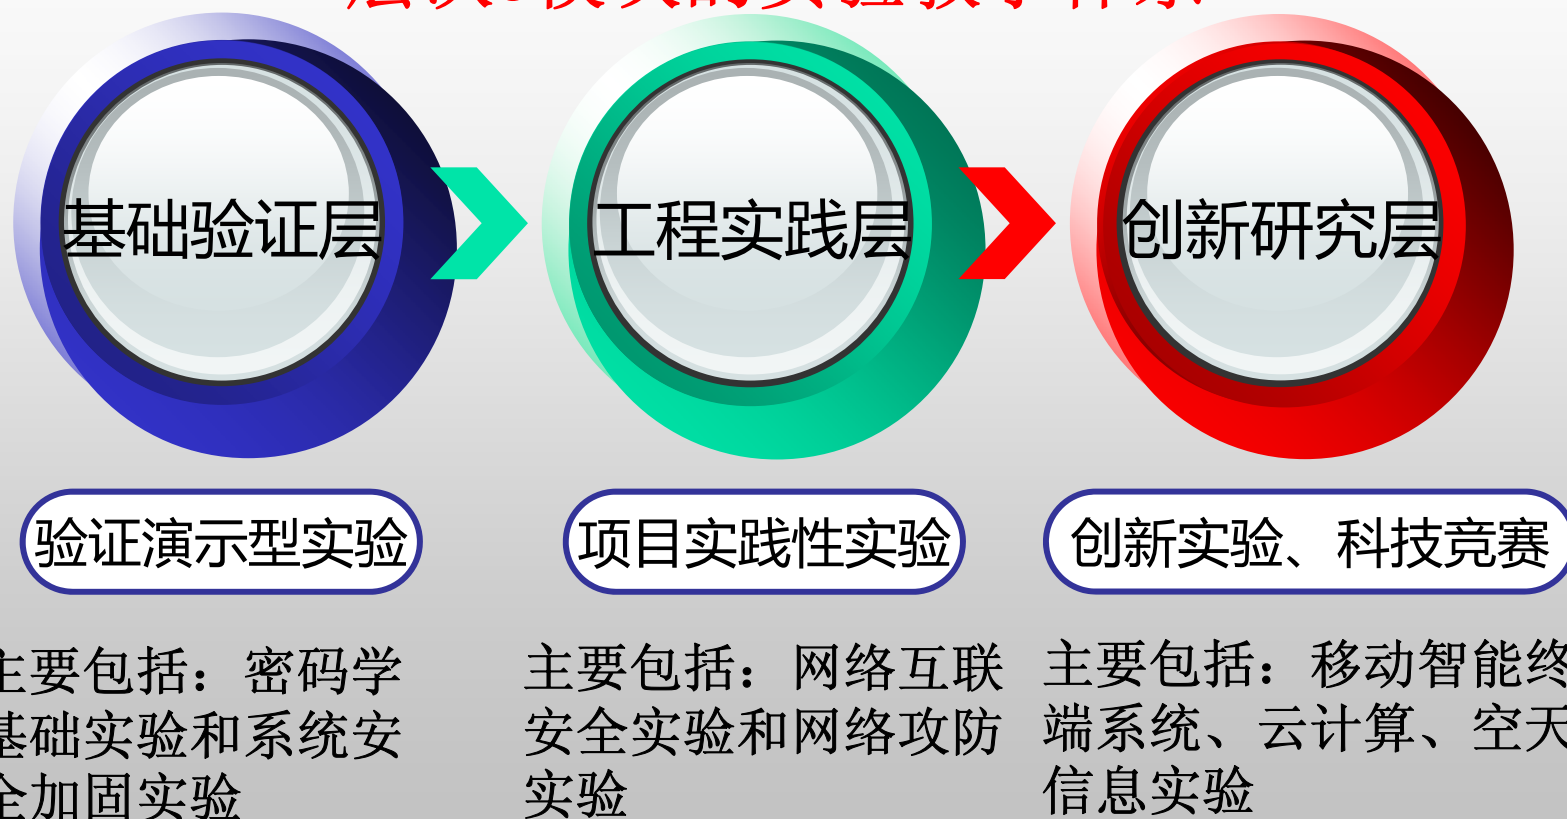 基础验证层
工程实践层
创新研究层
验证演示型实验
项目实践性实验
创新实验、科技竞赛
主要包括：密码学
基础实验和系统安
全加固实验
主要包括：网络互联
安全实验和网络攻防
实验
主要包括：移动智能终
端系统、云计算、空天
信息实验